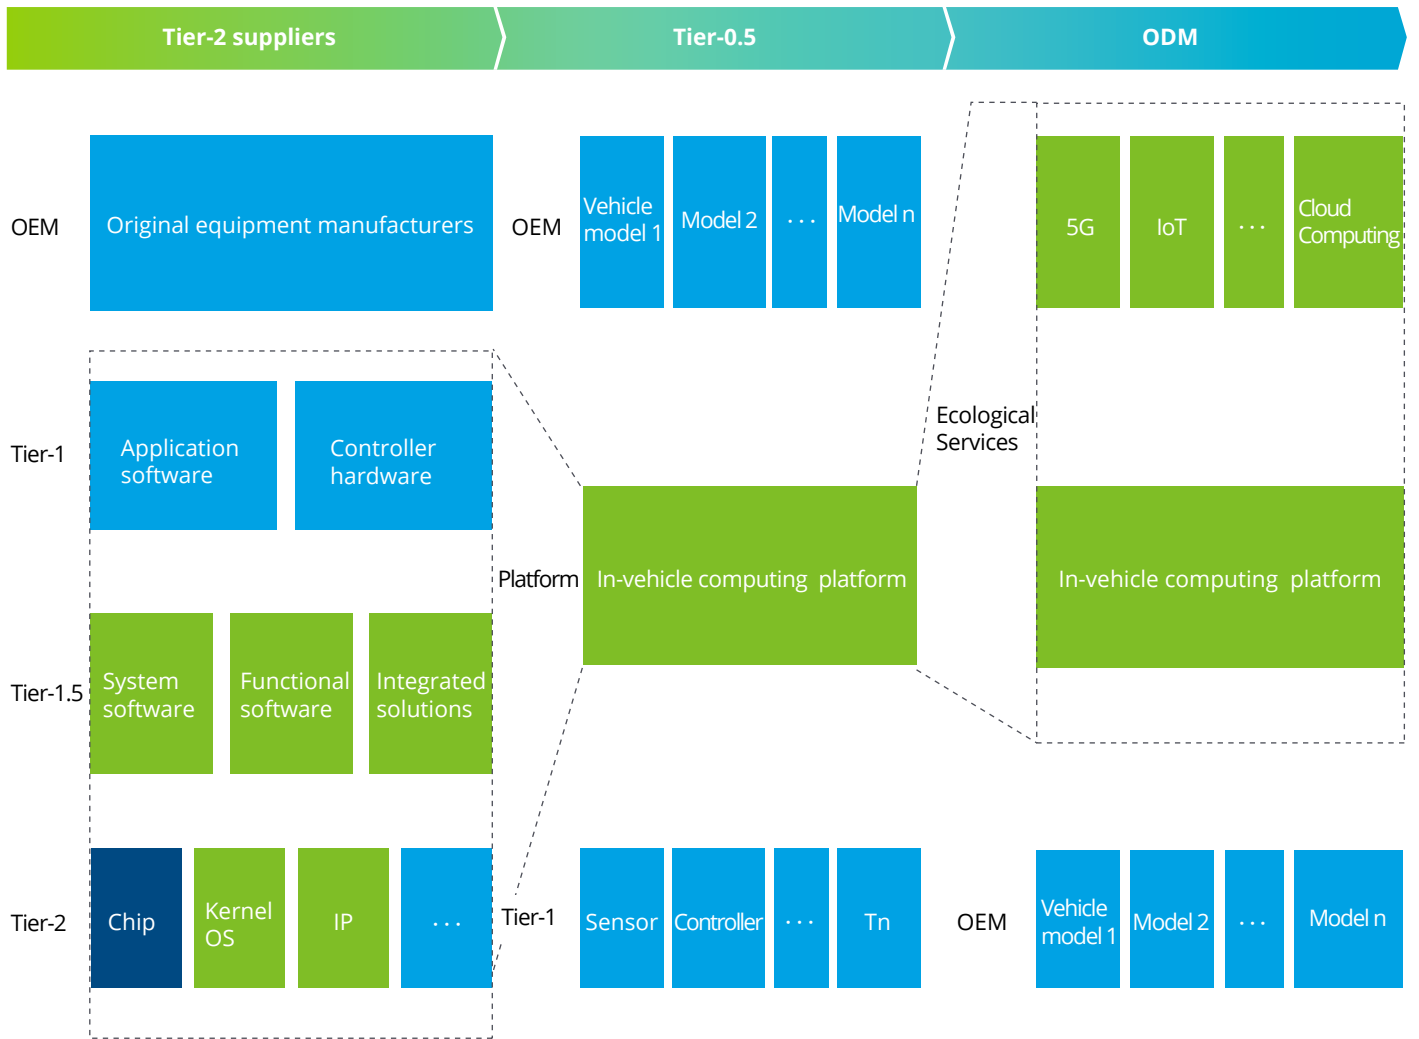 Tier-2 suppliers
Tier-0.5
ODM
OEM
Original equipment manufacturers
OEM
Vehicle
model 1
Model 2
...
Model n
5G
IoT
...
Cloud
Computing
Tier-1
Application
software
Controller
hardware
Ecological
Services
Platform
In-vehicle computing platform
In-vehicle computing platform
Tier-1.5
System
software
Functional
software
Integrated
solutions
Tier-2
Chip
Kernel
OS
IP
...
Tier-1
Sensor
Controller
...
Tn
OEM
Vehicle
model 1
Model 2
...
Model n